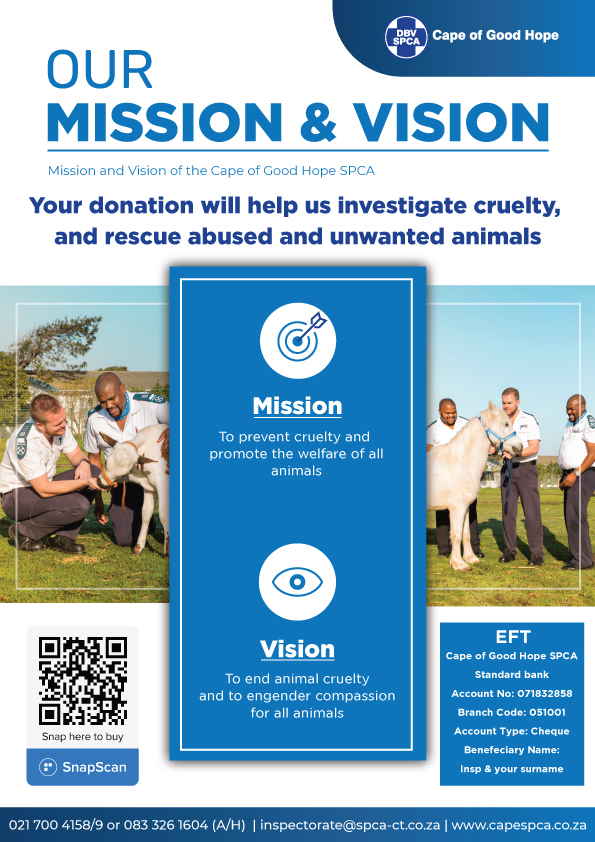 DBV
SPCA
Cape of Good Hope
OUR
MISSION & VISION
Mission and Vision of the Cape of Good Hope SPCA
Your donation will help us investigate cruelty,
and rescue abused and unwanted animals
Mission
To prevent cruelty and
promote the welfare of all
animals
Vision
To end animal cruelty
and to engender compassion
for all animals
Snap here to buy
SnapScan
EFT
Cape of Good Hope SPCA
Standard bank
Account No: 071832858
Branch Code: 051001
Account Type: Cheque
Benefeciary Name:
Insp & your surname
021 700 4158/9 or 083 326 1604 (A/H) | inspectorate@spca-ct.co.za | www.capespca.co.za